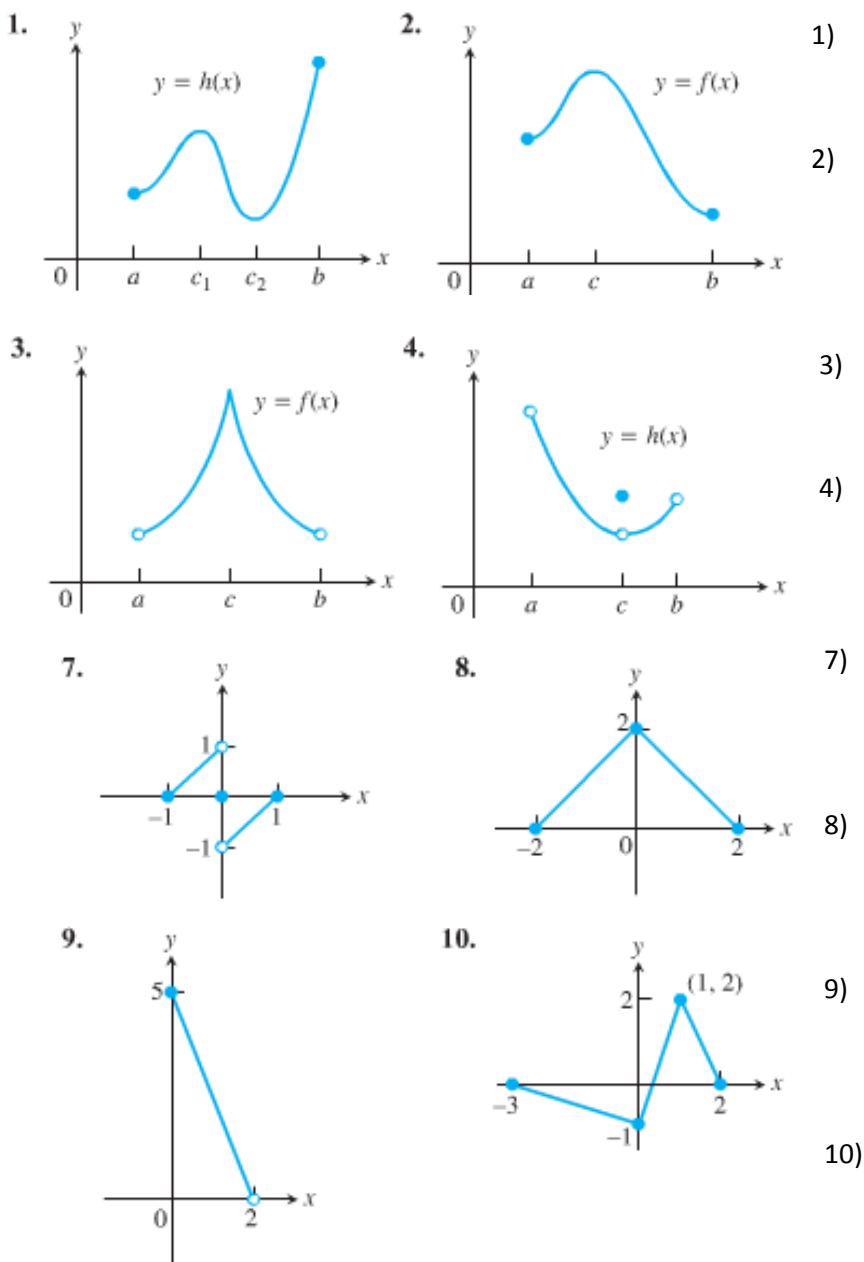 1.
y
y = h(x)
0
a
c₁
c₂
b
x
2.
y
y = f(x)
0
a
c
b
x
1)
2)
3.
y
y = f(x)
0
a
c
b
x
4.
y
y = h(x)
0
a
c
b
x
3)
4)
7.
y
1
–1
1
x
–1
8.
y
2
–2
0
2
x
7)
8)
9.
y
5
0
2
x
10.
y
2
(1, 2)
–3
2
x
–1
9)
10)